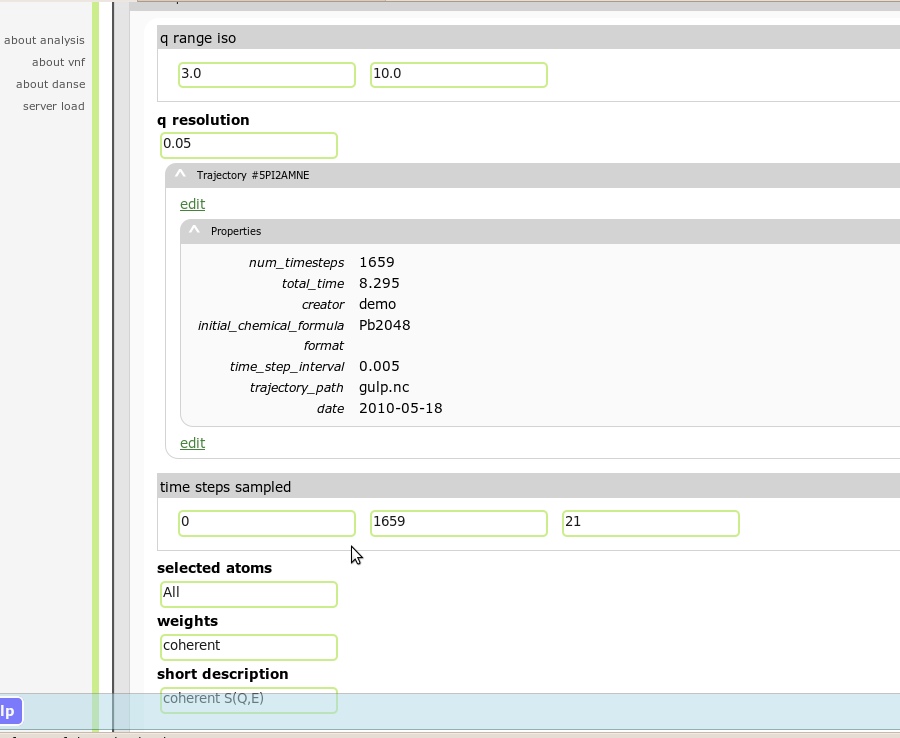 about analysis
about vnf
about danse
server load
q range iso
3.0 10.0
q resolution
0.05
Trajectory #5PI2AMNE
edit
Properties
num_timesteps 1659
total_time 8.295
creator demo
initial_chemical_formula Pb2048
format
time_step_interval 0.005
trajectory_path gulp.nc
date 2010-05-18
edit
time steps sampled
0 1659 21
selected atoms
All
weights
coherent
short description
coherent S(Q,E)
lp